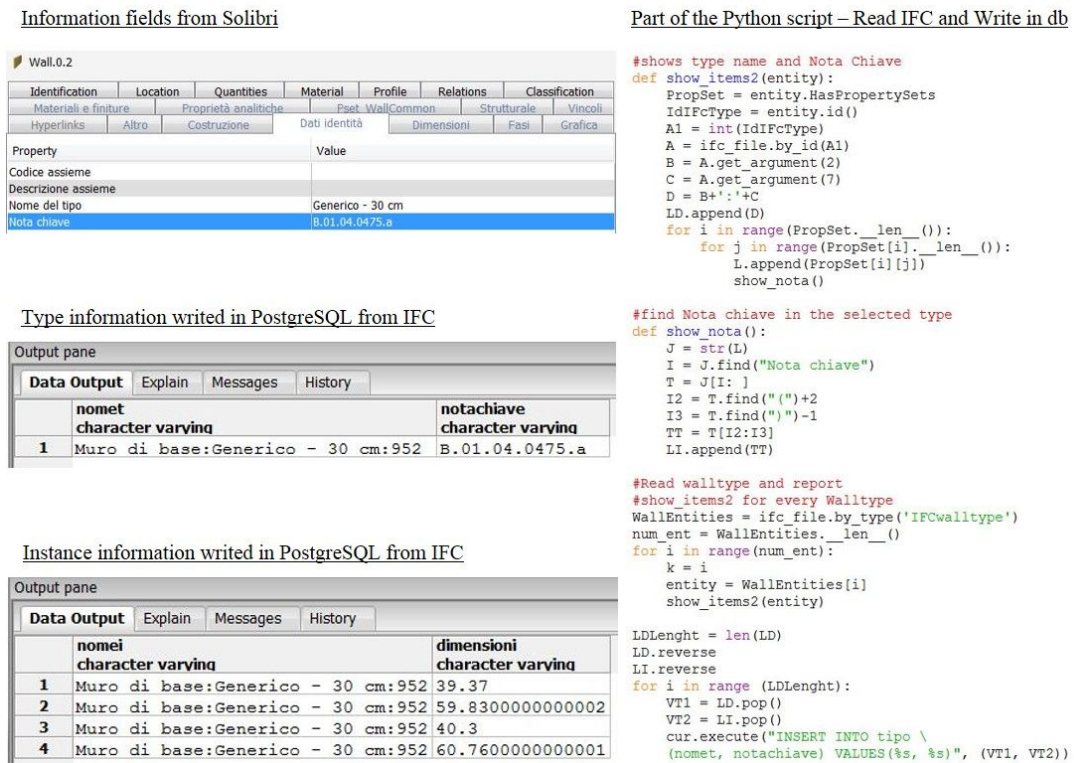 Information fields from Solibri
Wall.0.2
Identification Location Quantities Material Profile Relations Classification
Materiali e finiture Proprietà analitiche Pset_WallCommon Strutturale Vincoli
Hyperlinks Altro Costruzione Dati identità Dimensioni Fasi Grafica
Property Value
Codice assieme
Descrizione assieme
Nome del tipo Generico - 30 cm
Nota chiave B.01.04.0475.a
Type information writed in PostgreSQL from IFC
Output pane
Data Output Explain Messages History
nomet notachiave
character varying character varying
1 Muro di base:Generico - 30 cm:952 B.01.04.0475.a
Instance information writed in PostgreSQL from IFC
Output pane
Data Output Explain Messages History
nomei dimensioni
character varying character varying
1 Muro di base:Generico - 30 cm:952 39.37
2 Muro di base:Generico - 30 cm:952 59.8300000000002
3 Muro di base:Generico - 30 cm:952 40.3
4 Muro di base:Generico - 30 cm:952 60.7600000000001
Part of the Python script – Read IFC and Write in db
#shows type name and Nota Chiave
def show_items2(entity):
    PropSet = entity.HasPropertySets
    IdIFcType = entity.id()
    A1 = int(IdIFcType)
    A = ifc_file.by_id(A1)
    B = A.get_argument(2)
    C = A.get_argument(7)
    D = B+':'+C
    LD.append(D)
    for i in range(PropSet.__len__()):
        for j in range(PropSet[i].__len__()):
            L.append(PropSet[i][j])
            show_nota()
#find Nota chiave in the selected type
def show_nota():
    J = str(L)
    I = J.find("Nota chiave")
    T = J[I: ]
    I2 = T.find("(")+2
    I3 = T.find(")")-1
    TT = T[I2:I3]
    LI.append(TT)
#Read walltype and report
#show_items2 for every Walltype
WallEntities = ifc_file.by_type('IFCwalltype')
num_ent = WallEntities.__len__()
for i in range(num_ent):
    k = i
    entity = WallEntities[i]
    show_items2(entity)
LDLenght = len(LD)
LD.reverse
LI.reverse
for i in range (LDLenght):
    VT1 = LD.pop()
    VT2 = LI.pop()
    cur.execute("INSERT INTO tipo \
    (nomet, notachiave) VALUES(%s, %s)", (VT1, VT2))